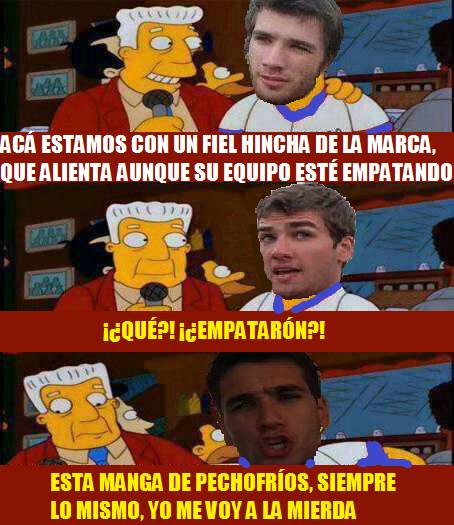 ACÁ ESTAMOS CON UN FIEL HINCHA DE LA MARCA,
QUE ALIENTA AUNQUE SU EQUIPO ESTÉ EMPATANDO
¡¿QUÉ?! ¡¿EMPATARÓN?!
ESTA MANGA DE PECHOFRÍOS, SIEMPRE
LO MISMO, YO ME VOY A LA MIERDA